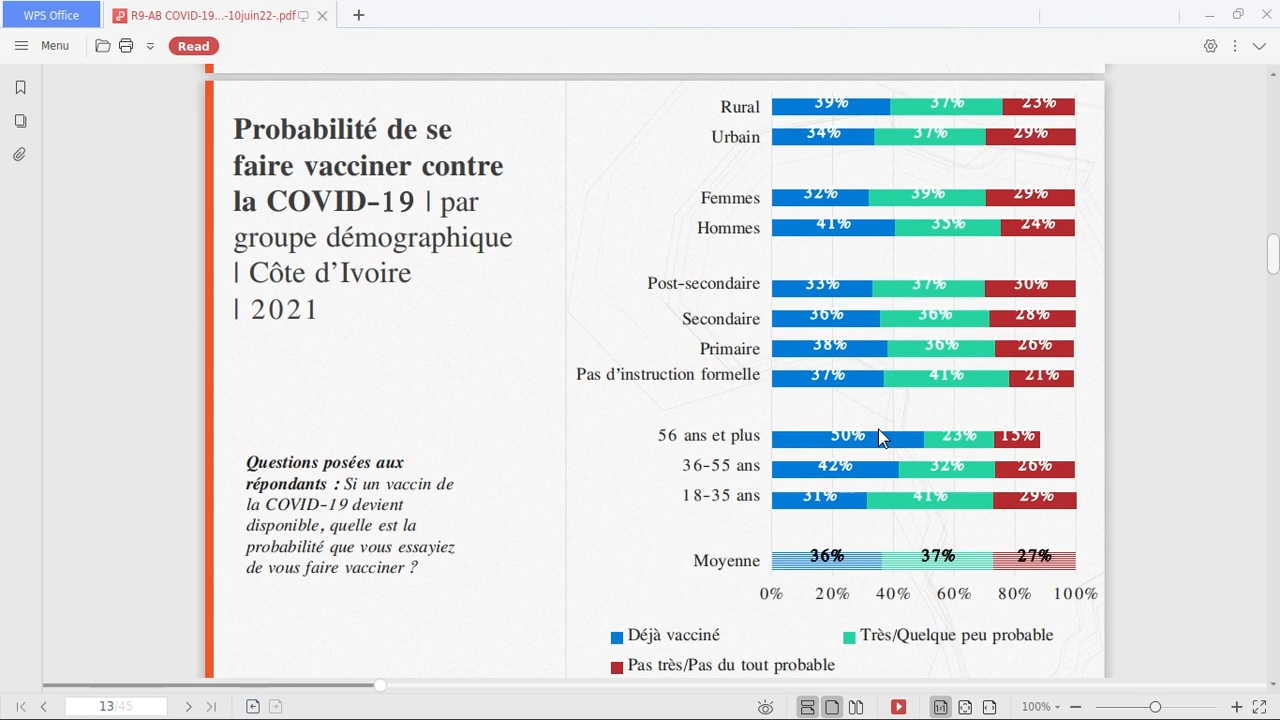 WPS Office
R9-AB COVID-19...-10juin22-.pdf
Menu
Read
Probabilité de se
faire vacciner contre
la COVID-19 | par
groupe démographique
| Côte d'Ivoire
| 2021
Questions posées aux
répondants : Si un vaccin de
la COVID-19 devient
disponible, quelle est la
probabilité que vous essayiez
de vous faire vacciner ?
Rural 39% 37% 23%
Urbain 34% 37% 29%
Femmes 32% 39% 29%
Hommes 41% 35% 24%
Post-secondaire 33% 37% 30%
Secondaire 36% 36% 28%
Primaire 38% 36% 26%
Pas d'instruction formelle 37% 41% 21%
56 ans et plus 50% 23% 15%
36-55 ans 42% 32% 26%
18-35 ans 31% 41% 29%
Moyenne 36% 37% 27%
0% 20% 40% 60% 80% 100%
Déjà vacciné Très/Quelque peu probable
Pas très/Pas du tout probable
13/45
100%